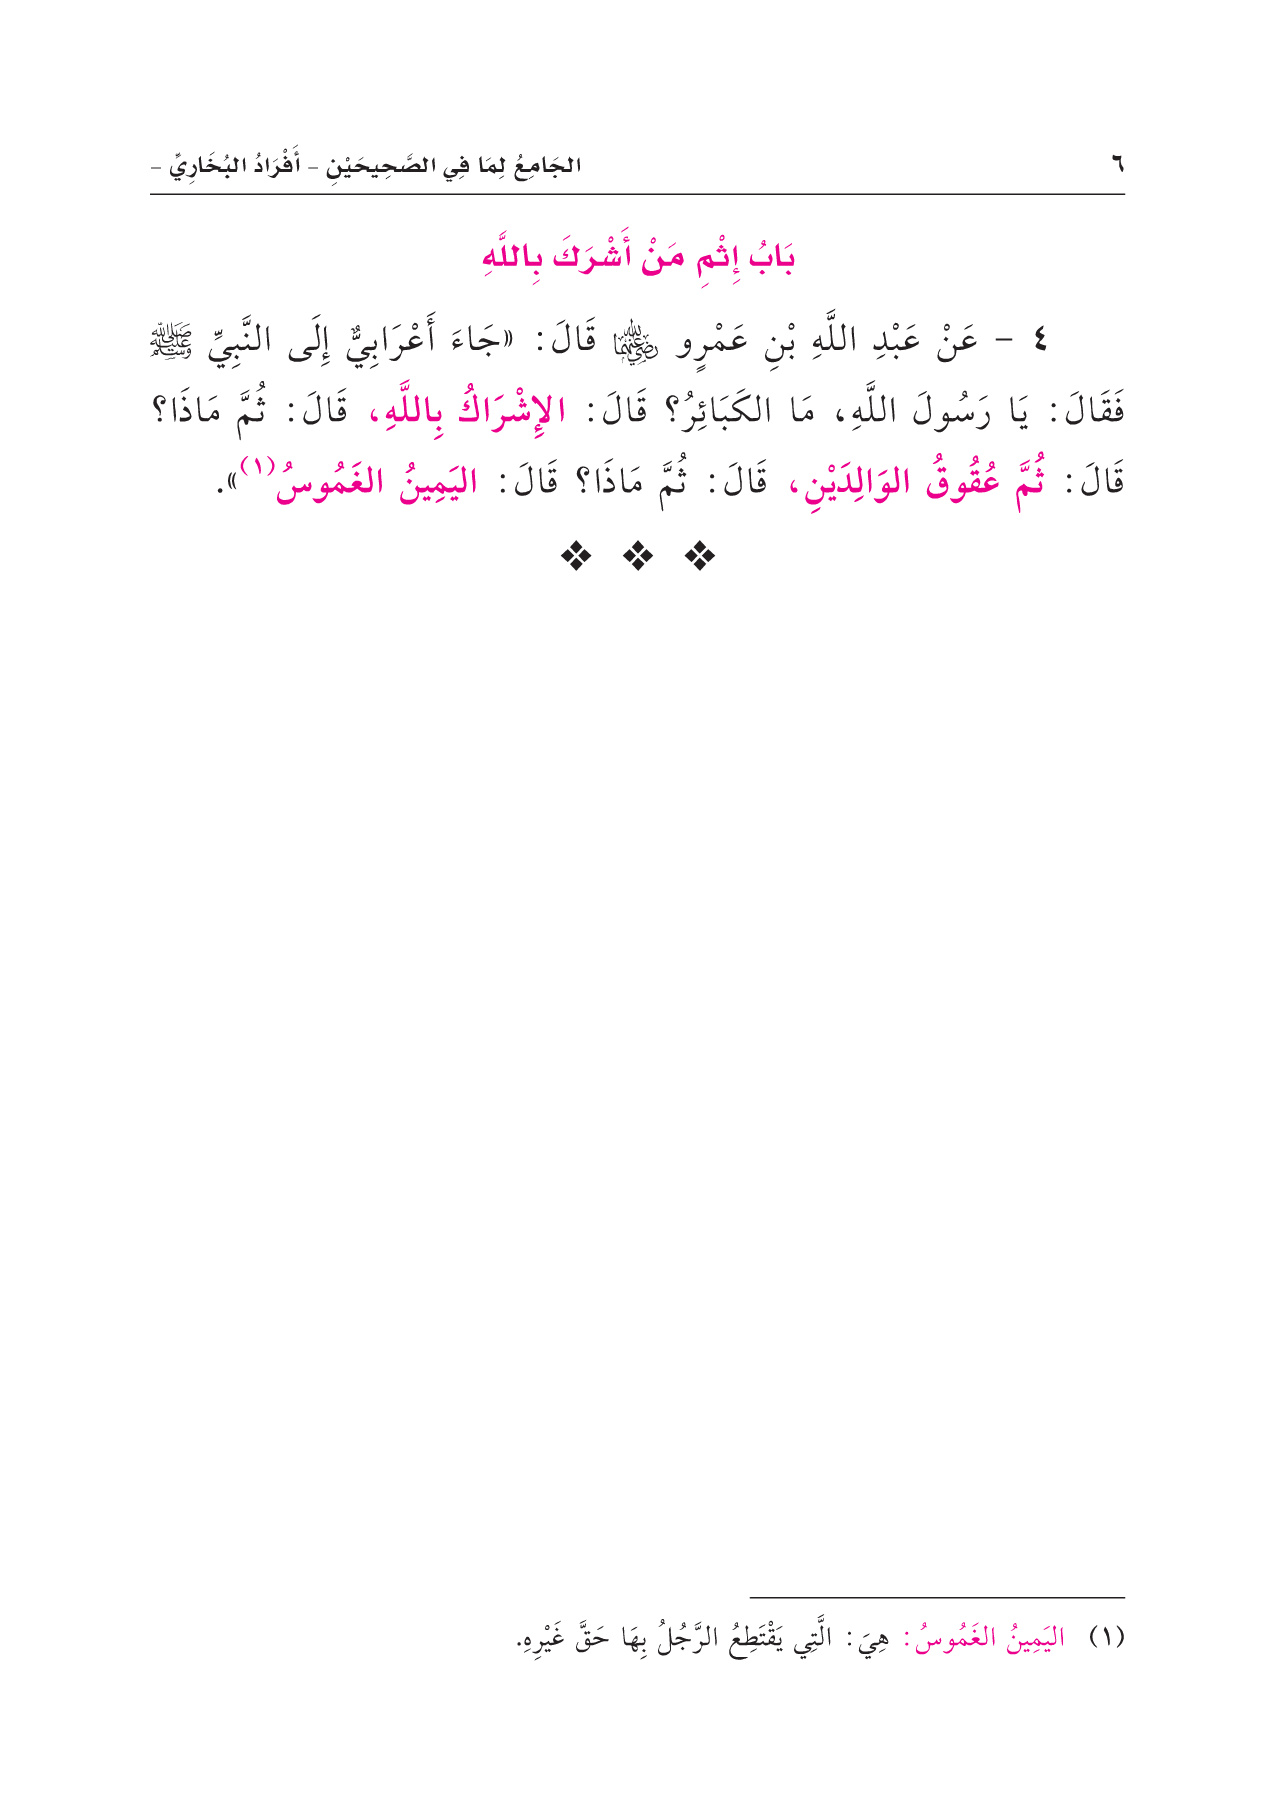 ٦ الجَامِعُ لِمَا فِي الصَّحِيحَيْنِ - أَفْرَادُ البُخَارِيِّ -
بَابُ إِثْمِ مَنْ أَشْرَكَ بِاللَّهِ
٤ - عَنْ عَبْدِ اللَّهِ بْنِ عَمْرٍو رضي الله عنهما قَالَ: «جَاءَ أَعْرَابِيٌّ إِلَى النَّبِيِّ ﷺ
فَقَالَ: يَا رَسُولَ اللَّهِ، مَا الكَبَائِرُ؟ قَالَ: الإِشْرَاكُ بِاللَّهِ، قَالَ: ثُمَّ مَاذَا؟
قَالَ: ثُمَّ عُقُوقُ الوَالِدَيْنِ، قَالَ: ثُمَّ مَاذَا؟ قَالَ: اليَمِينُ الغَمُوسُ(١)».
(١) اليَمِينُ الغَمُوسُ: هِيَ: الَّتِي يَقْتَطِعُ الرَّجُلُ بِهَا حَقَّ غَيْرِهِ.